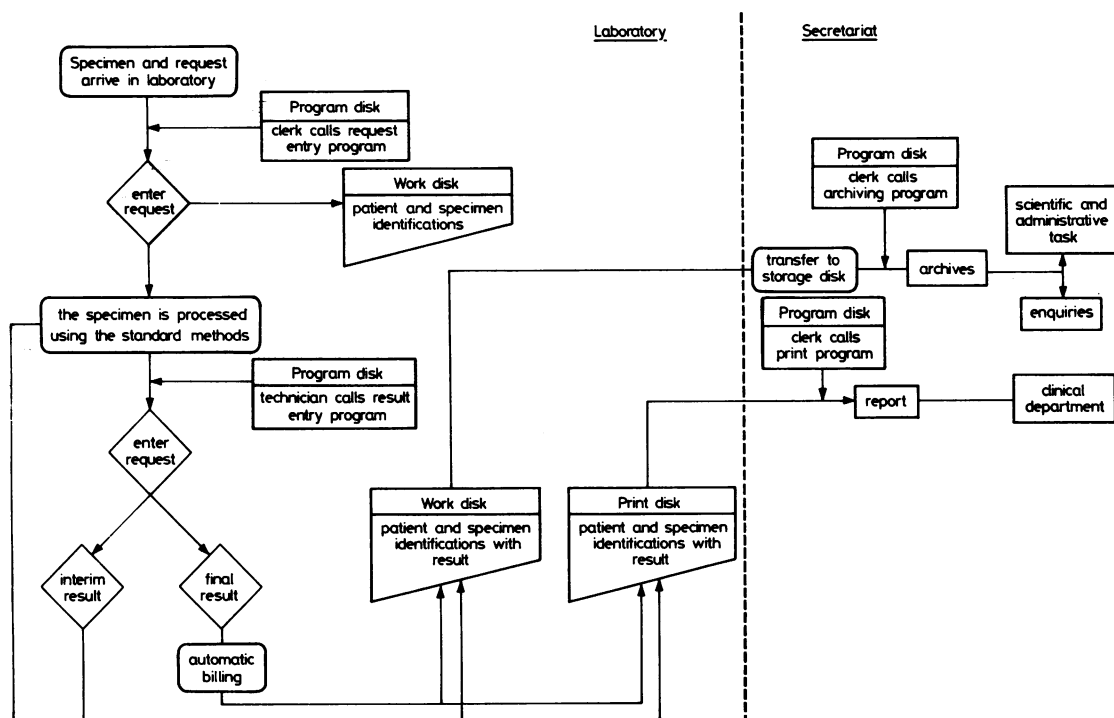 Laboratory
Secretariat
Specimen and request
arrive in laboratory
Program disk
clerk calls request
entry program
enter
request
Work disk
patient and specimen
identifications
Program disk
clerk calls
archiving program
scientific and
administrative
task
transfer to
storage disk
archives
enquiries
the specimen is processed
using the standard methods
Program disk
clerk calls
print program
Program disk
technician calls result
entry program
report
clinical
department
enter
request
Work disk
patient and specimen
identifications with
result
Print disk
patient and specimen
identifications with
result
interim
result
final
result
automatic
billing